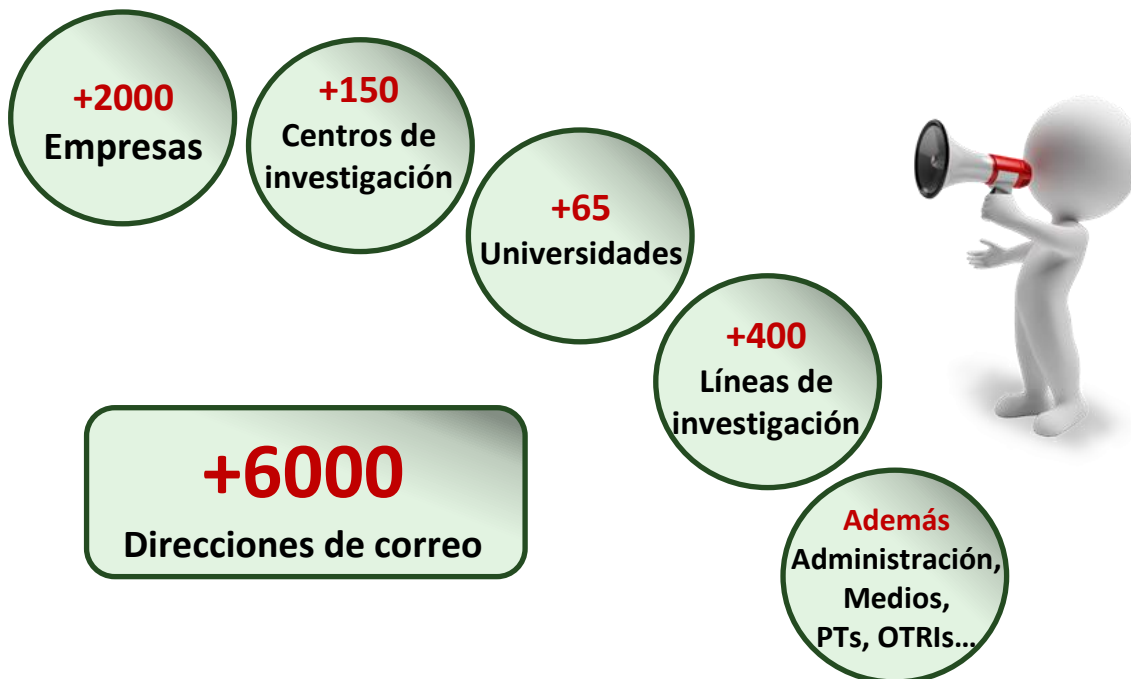 +2000
Empresas
+150
Centros de
investigación
+65
Universidades
+400
Líneas de
investigación
+6000
Direcciones de correo
Además
Administración,
Medios,
PTs, OTRIs...